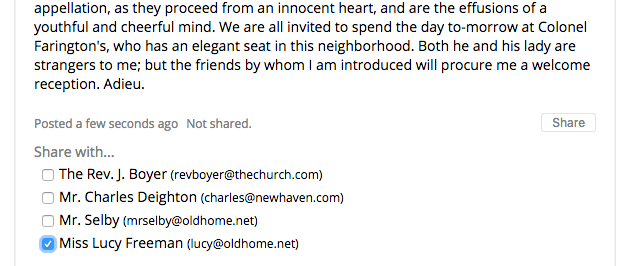 appellation, as they proceed from an innocent heart, and are the effusions of a
youthful and cheerful mind. We are all invited to spend the day to-morrow at Colonel
Farington's, who has an elegant seat in this neighborhood. Both he and his lady are
strangers to me; but the friends by whom I am introduced will procure me a welcome
reception. Adieu.
Posted a few seconds ago Not shared.
Share
Share with...
The Rev. J. Boyer (revboyer@thechurch.com)
Mr. Charles Deighton (charles@newhaven.com)
Mr. Selby (mrselby@oldhome.net)
Miss Lucy Freeman (lucy@oldhome.net)